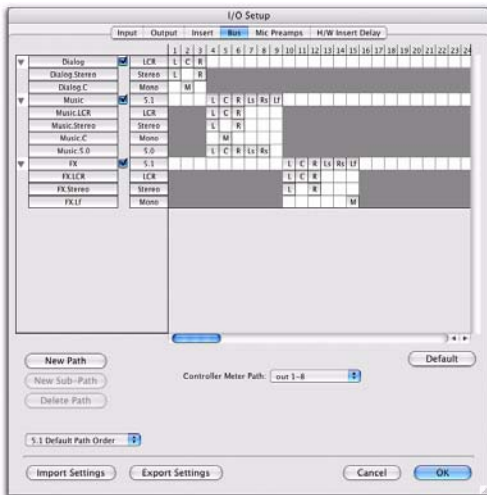 I/O Setup
Input Output Insert Bus Mic Preamps H/W Insert Delay
1 2 3 4 5 6 7 8 9 10 11 12 13 14 15 16 17 18 19 20 21 22 23 24
Dialog LCR L C R
Dialog.Stereo Stereo L R
Dialog.C Mono M
Music 5.1 L C R Ls Rs Lf
Music.LCR LCR L C R
Music.Stereo Stereo L R
Music.C Mono M
Music.5.0 5.0 L C R Ls Rs
FX 5.1 L C R Ls Rs Lf
FX.LCR LCR L C R
FX.Stereo Stereo L R
FX.Lf Mono M
New Path
Default
New Sub-Path
Controller Meter Path: out 1-8
Delete Path
5.1 Default Path Order
Import Settings Export Settings Cancel OK